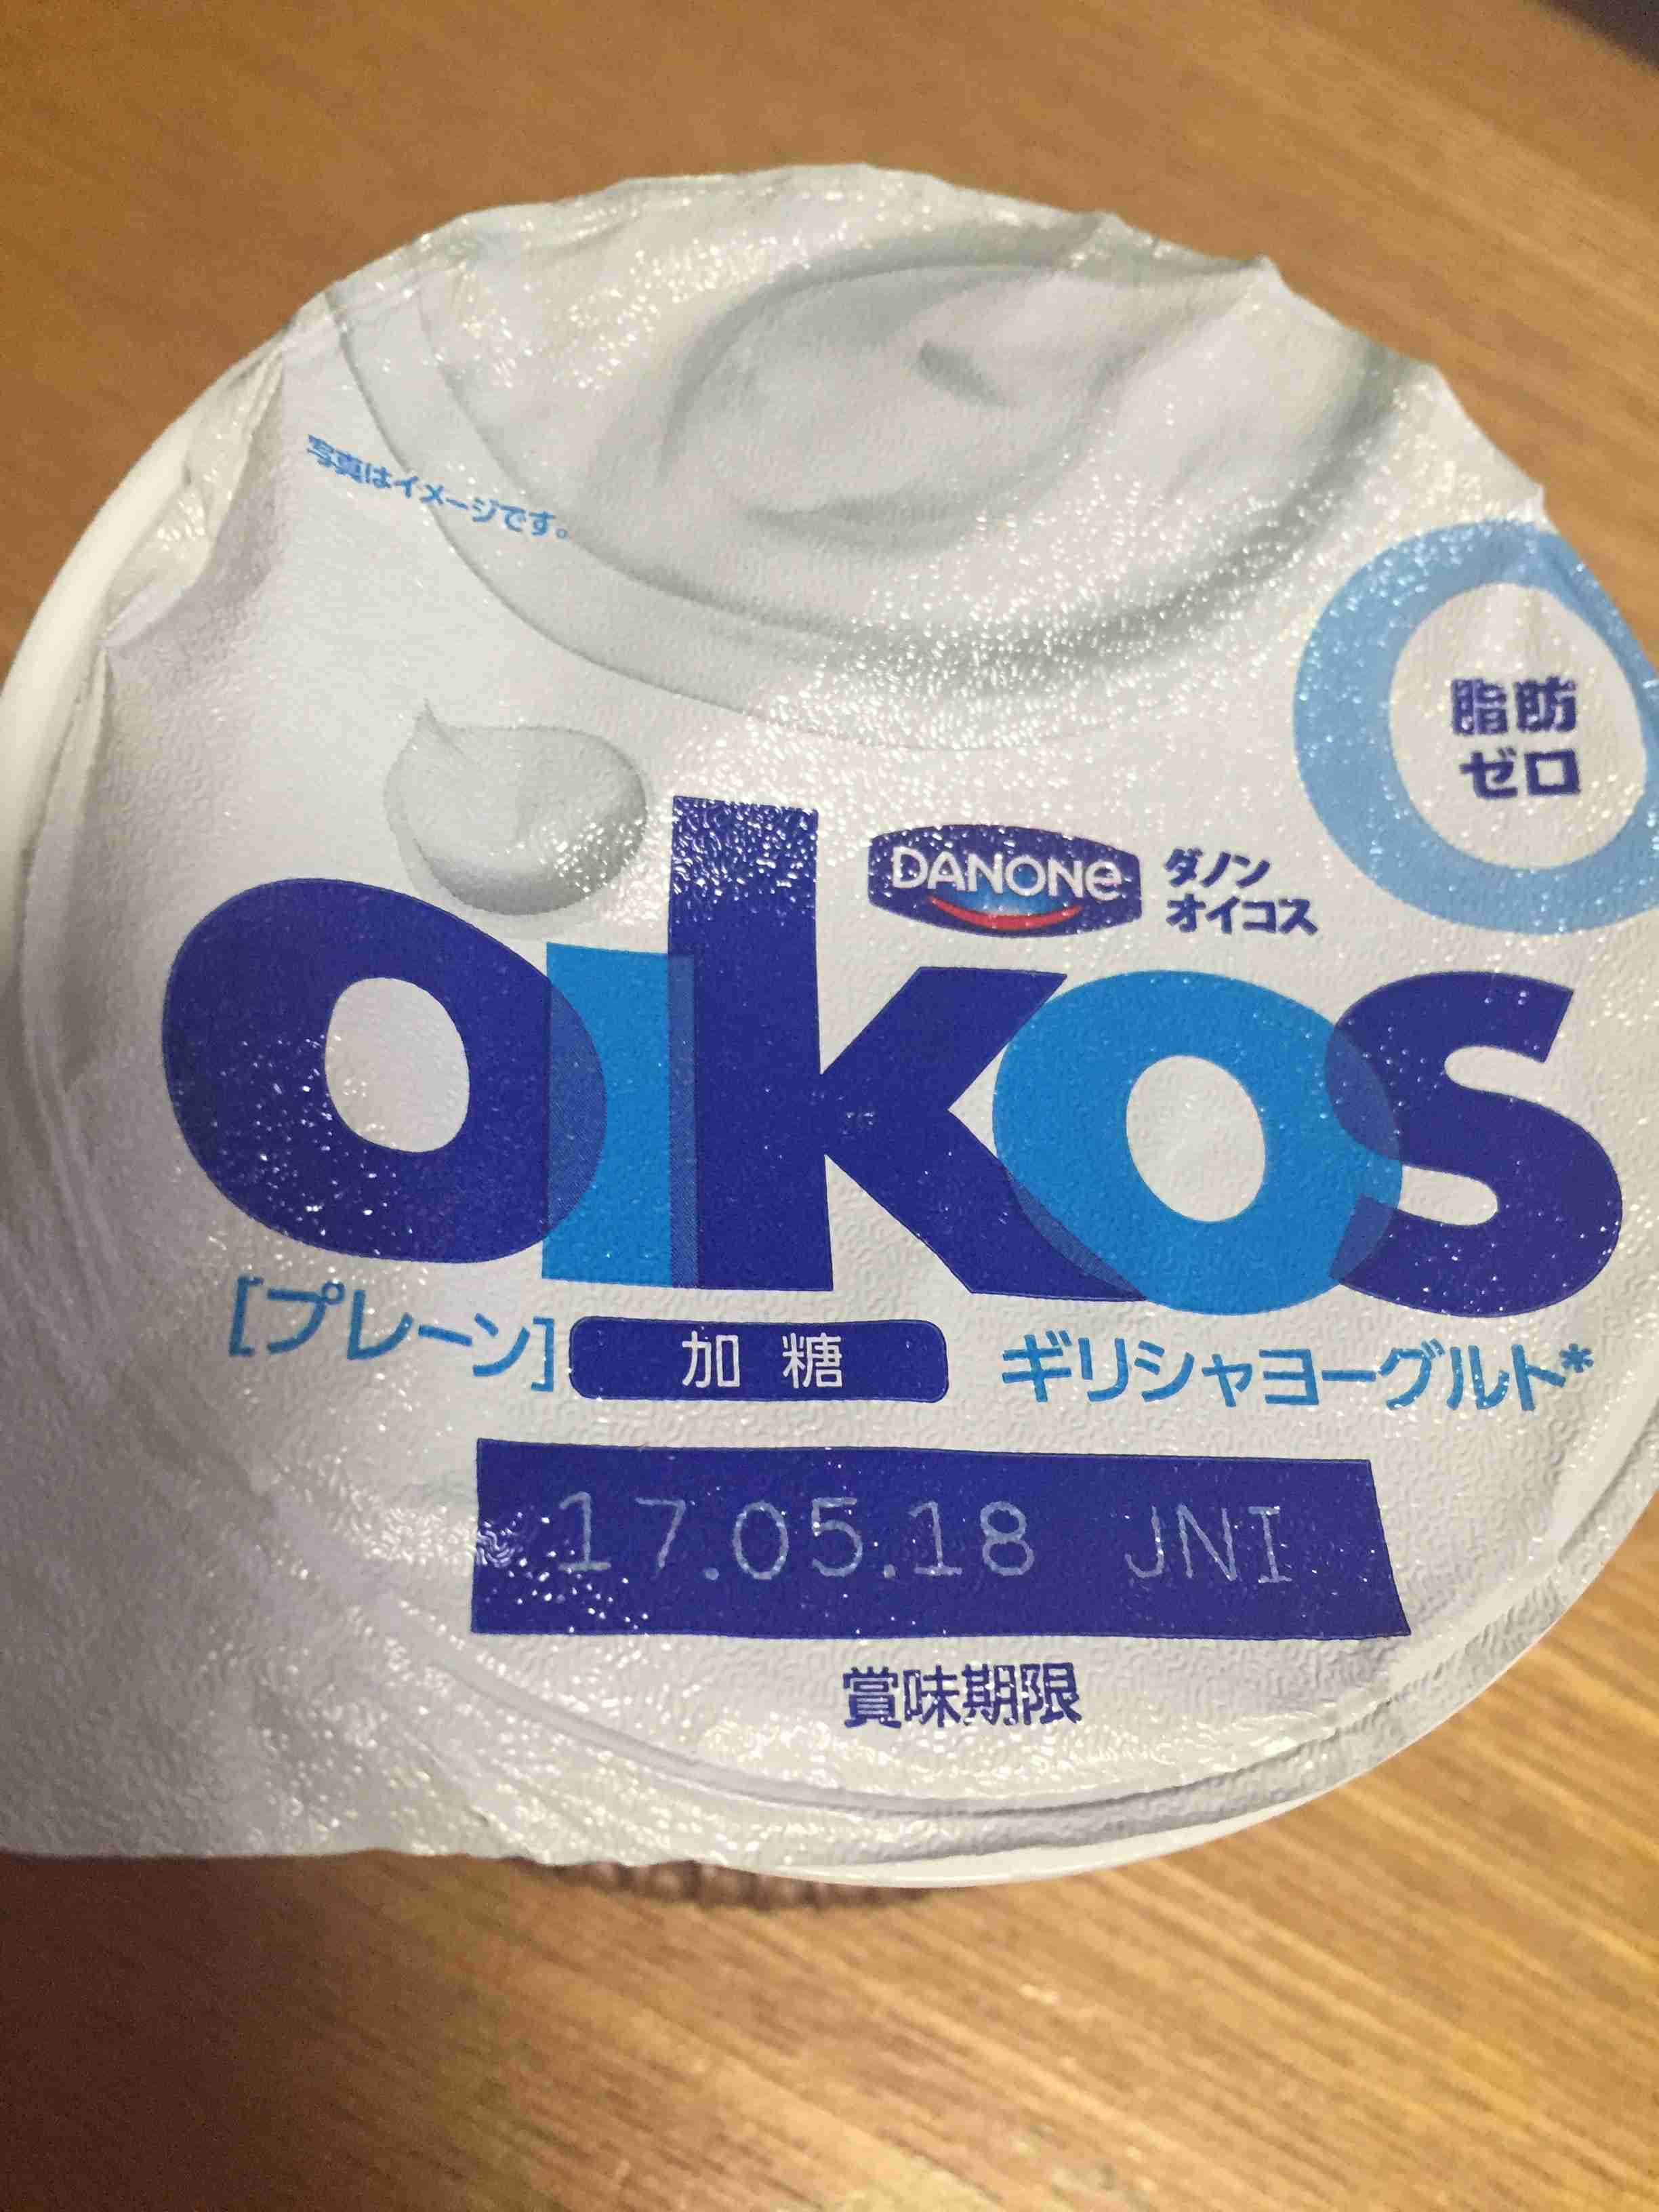 写真はイメージです。
脂肪
ゼロ
DANONE
ダノン
オイコス
oikos
[プレーン] 加糖 ギリシャヨーグルト*
17.05.18 JNI
賞味期限